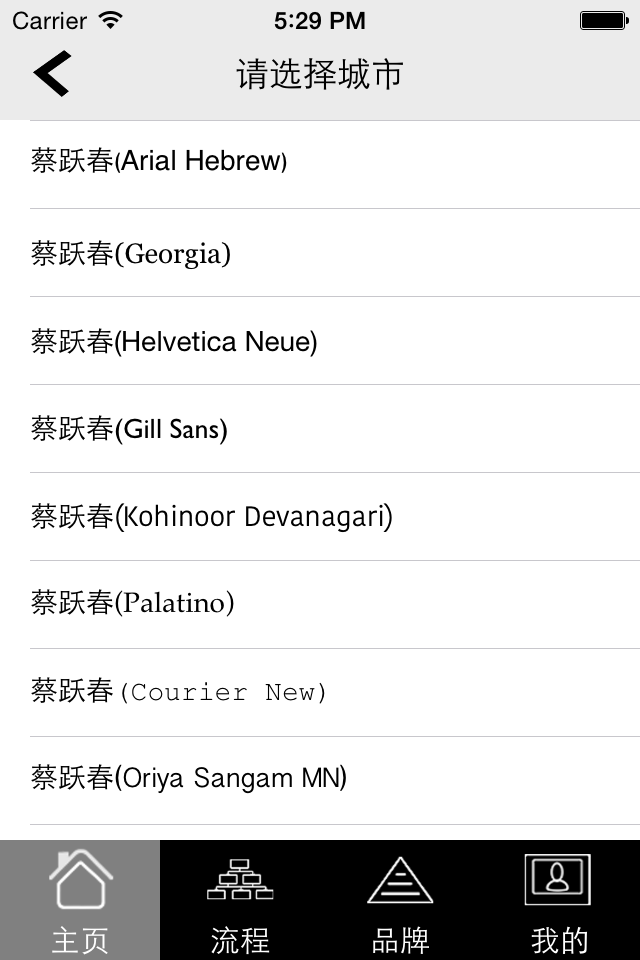 Carrier 5:29 PM
请选择城市
蔡跃春(Arial Hebrew)
蔡跃春(Georgia)
蔡跃春(Helvetica Neue)
蔡跃春(Gill Sans)
蔡跃春(Kohinoor Devanagari)
蔡跃春(Palatino)
蔡跃春(Courier New)
蔡跃春(Oriya Sangam MN)
主页 流程 品牌 我的